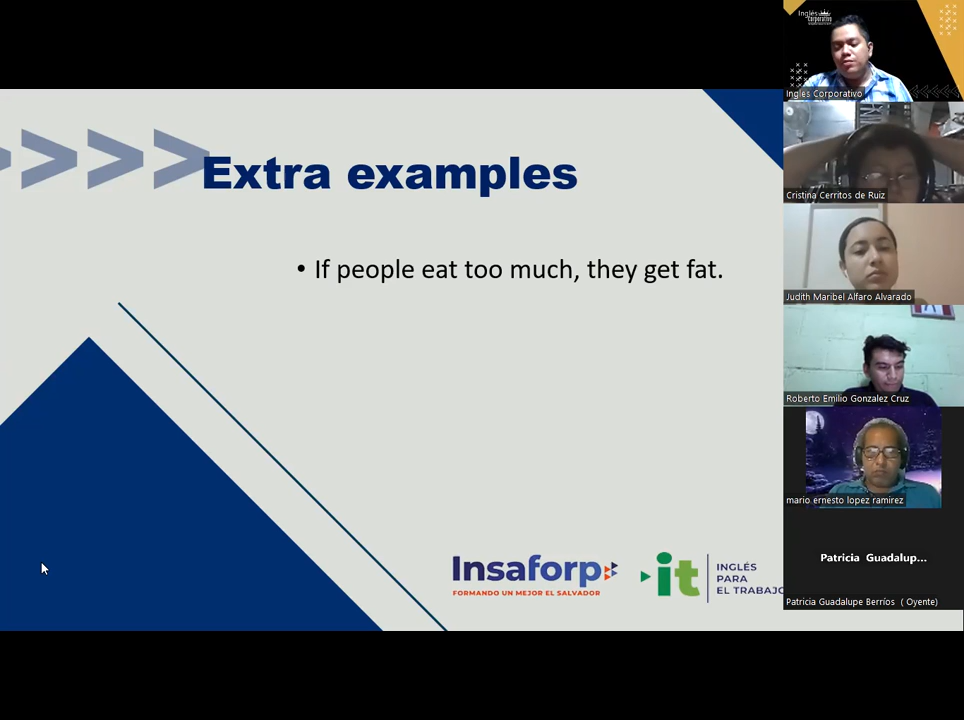 >>>> Extra examples
• If people eat too much, they get fat.
Insaforp
FORMANDO UN MEJOR EL SALVADOR
it
INGLÉS
PARA
EL TRABAJO
Inglés
Corporativo
Ingles Corporativo
Cristina Cerritos de Ruiz
Judith Maribel Alfaro Alvarado
Roberto Emilio Gonzalez Cruz
mario ernesto lopez ramirez
Patricia Guadalup...
Patricia Guadalupe Berríos ( Oyente)